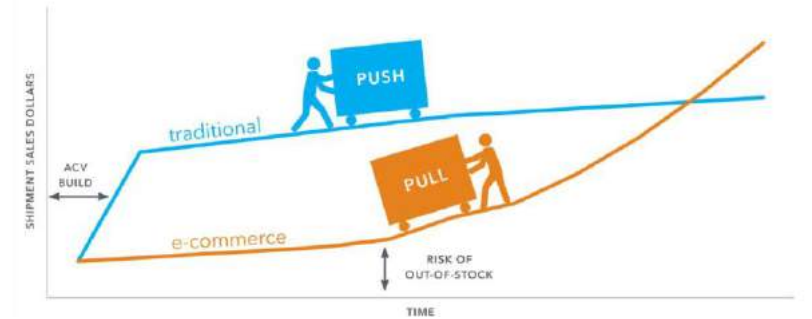 PUSH
traditional
SHIPMENT SALES DOLLARS
ACV
BUILD
PULL
e-commerce
RISK OF
OUT-OF-STOCK
TIME